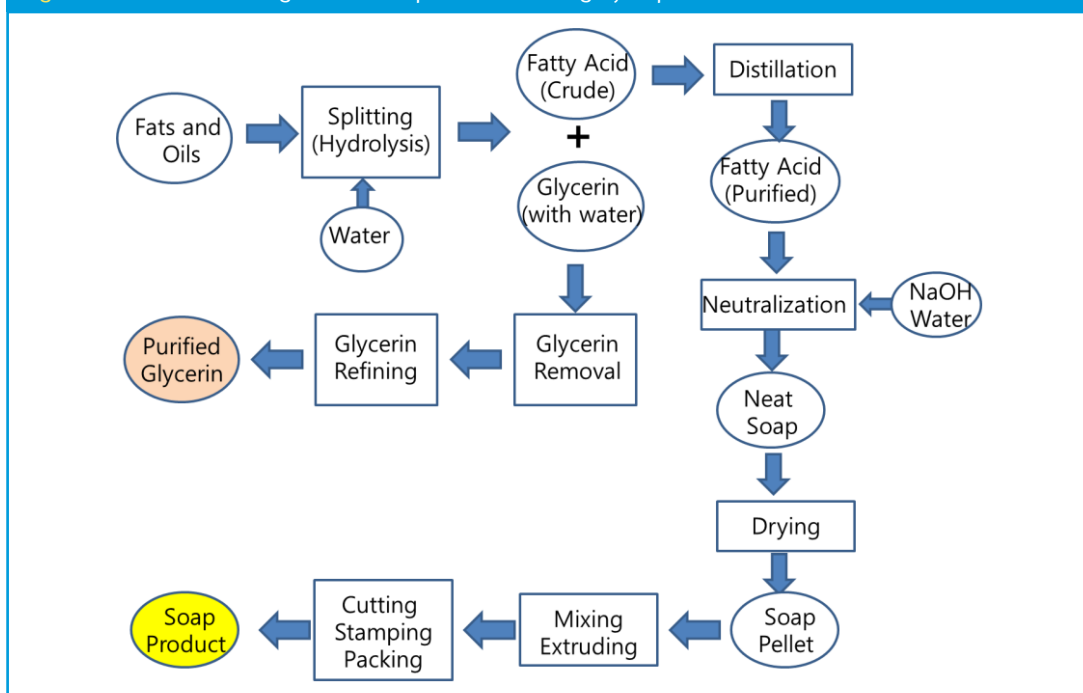 Fats and
Oils
Splitting
(Hydrolysis)
Water
Fatty Acid
(Crude)
+
Glycerin
(with water)
Distillation
Fatty Acid
(Purified)
Neutralization
NaOH
Water
Neat
Soap
Drying
Soap
Pellet
Mixing
Extruding
Cutting
Stamping
Packing
Soap
Product
Glycerin
Removal
Glycerin
Refining
Purified
Glycerin